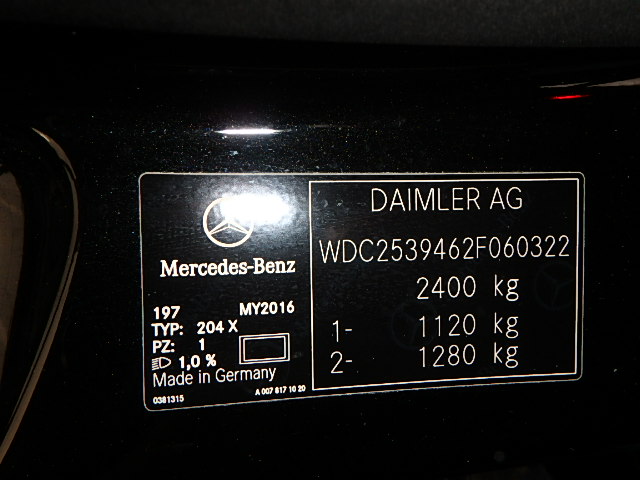 Mercedes-Benz
197 MY2016
TYP: 204 X
PZ: 1
1,0 %
Made in Germany
0381315 A 007 817 10 20
DAIMLER AG
WDC2539462F060322
2400 kg
1- 1120 kg
2- 1280 kg